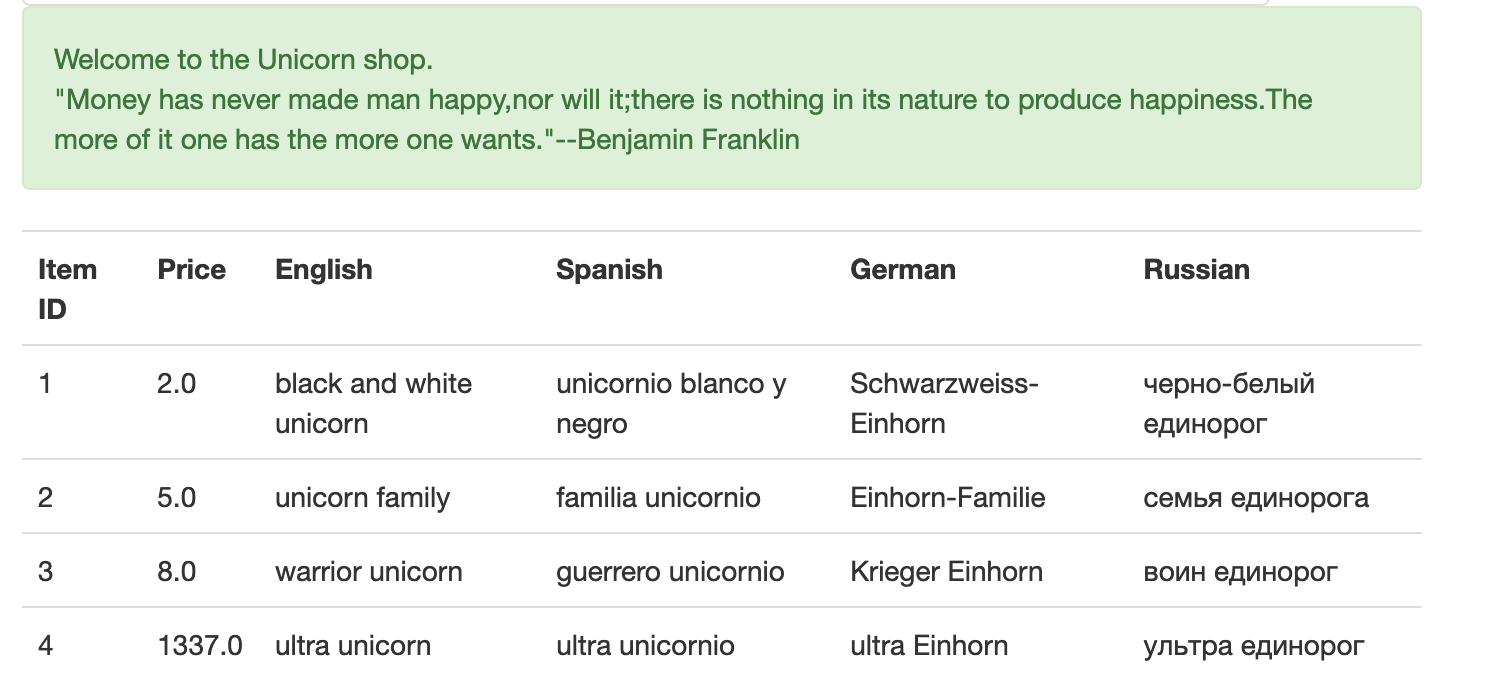 Welcome to the Unicorn shop.
"Money has never made man happy,nor will it;there is nothing in its nature to produce happiness.The
more of it one has the more one wants."--Benjamin Franklin
Item ID Price English Spanish German Russian
1 2.0 black and white unicorn unicornio blanco y negro Schwarzweiss-Einhorn черно-белый единорог
2 5.0 unicorn family familia unicornio Einhorn-Familie семья единорога
3 8.0 warrior unicorn guerrero unicornio Krieger Einhorn воин единорог
4 1337.0 ultra unicorn ultra unicornio ultra Einhorn ультра единорог